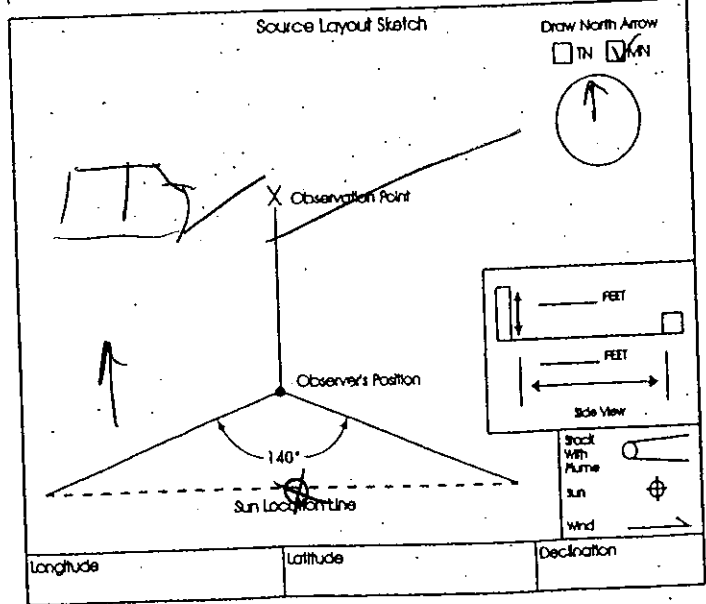 Source Layout Sketch
Draw North Arrow
TN MN
X Observation Point
FEET
FEET
Side View
Observer's Position
140°
Sun Location Line
Stack
With
Plume
Sun
Wind
Longitude
Latitude
Declination